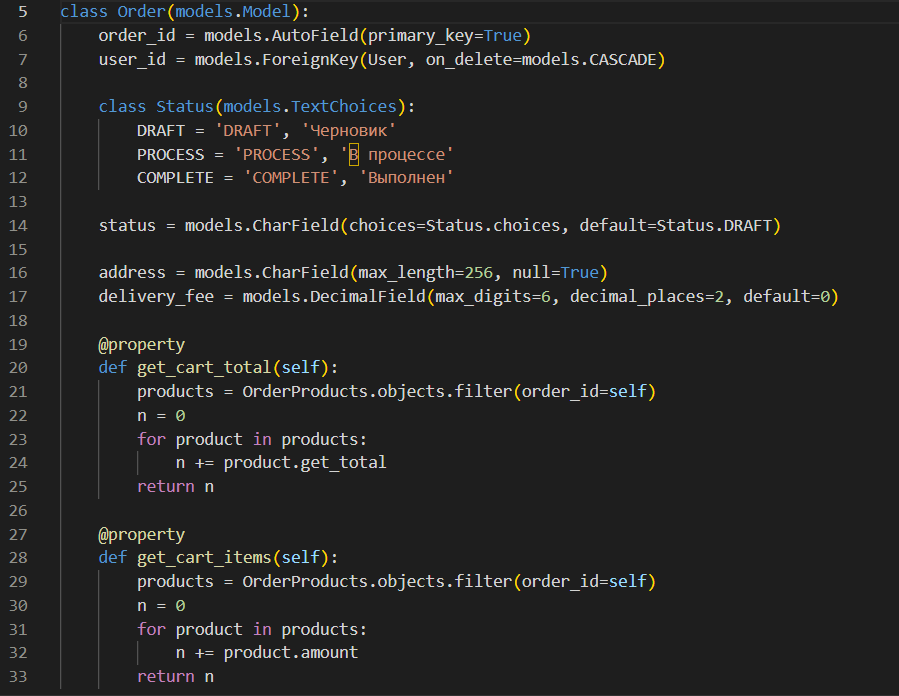 5 class Order(models.Model):
6     order_id = models.AutoField(primary_key=True)
7     user_id = models.ForeignKey(User, on_delete=models.CASCADE)
8
9     class Status(models.TextChoices):
10         DRAFT = 'DRAFT', 'Черновик'
11         PROCESS = 'PROCESS', 'В процессе'
12         COMPLETE = 'COMPLETE', 'Выполнен'
13
14     status = models.CharField(choices=Status.choices, default=Status.DRAFT)
15
16     address = models.CharField(max_length=256, null=True)
17     delivery_fee = models.DecimalField(max_digits=6, decimal_places=2, default=0)
18
19     @property
20     def get_cart_total(self):
21         products = OrderProducts.objects.filter(order_id=self)
22         n = 0
23         for product in products:
24             n += product.get_total
25         return n
26
27     @property
28     def get_cart_items(self):
29         products = OrderProducts.objects.filter(order_id=self)
30         n = 0
31         for product in products:
32             n += product.amount
33         return n